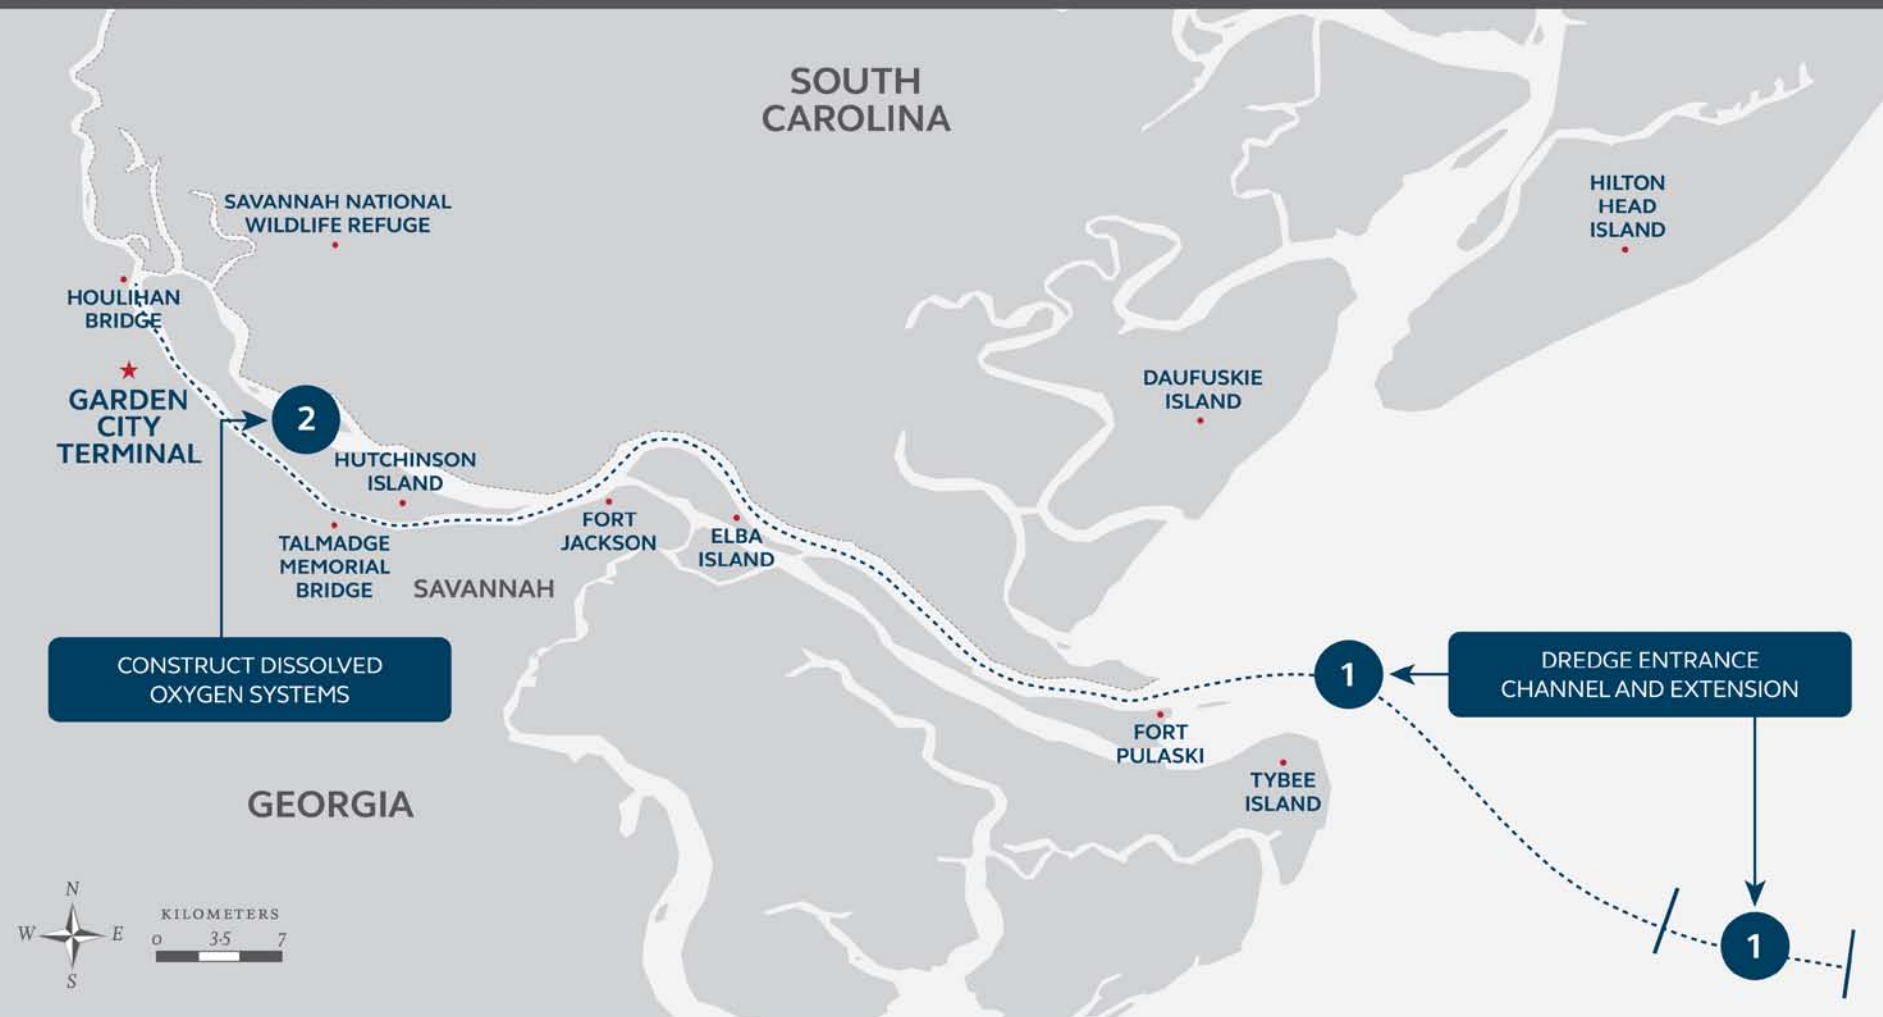 SOUTH
CAROLINA
HILTON
HEAD
ISLAND
SAVANNAH NATIONAL
WILDLIFE REFUGE
HOULIHAN
BRIDGE
GARDEN
CITY
TERMINAL
2
DAUFUSKIE
ISLAND
HUTCHINSON
ISLAND
FORT
JACKSON
ELBA
ISLAND
TALMADGE
MEMORIAL
BRIDGE
SAVANNAH
CONSTRUCT DISSOLVED
OXYGEN SYSTEMS
1
DREDGE ENTRANCE
CHANNEL AND EXTENSION
FORT
PULASKI
TYBEE
ISLAND
GEORGIA
N
W
E
S
KILOMETERS
0 3.5 7
1